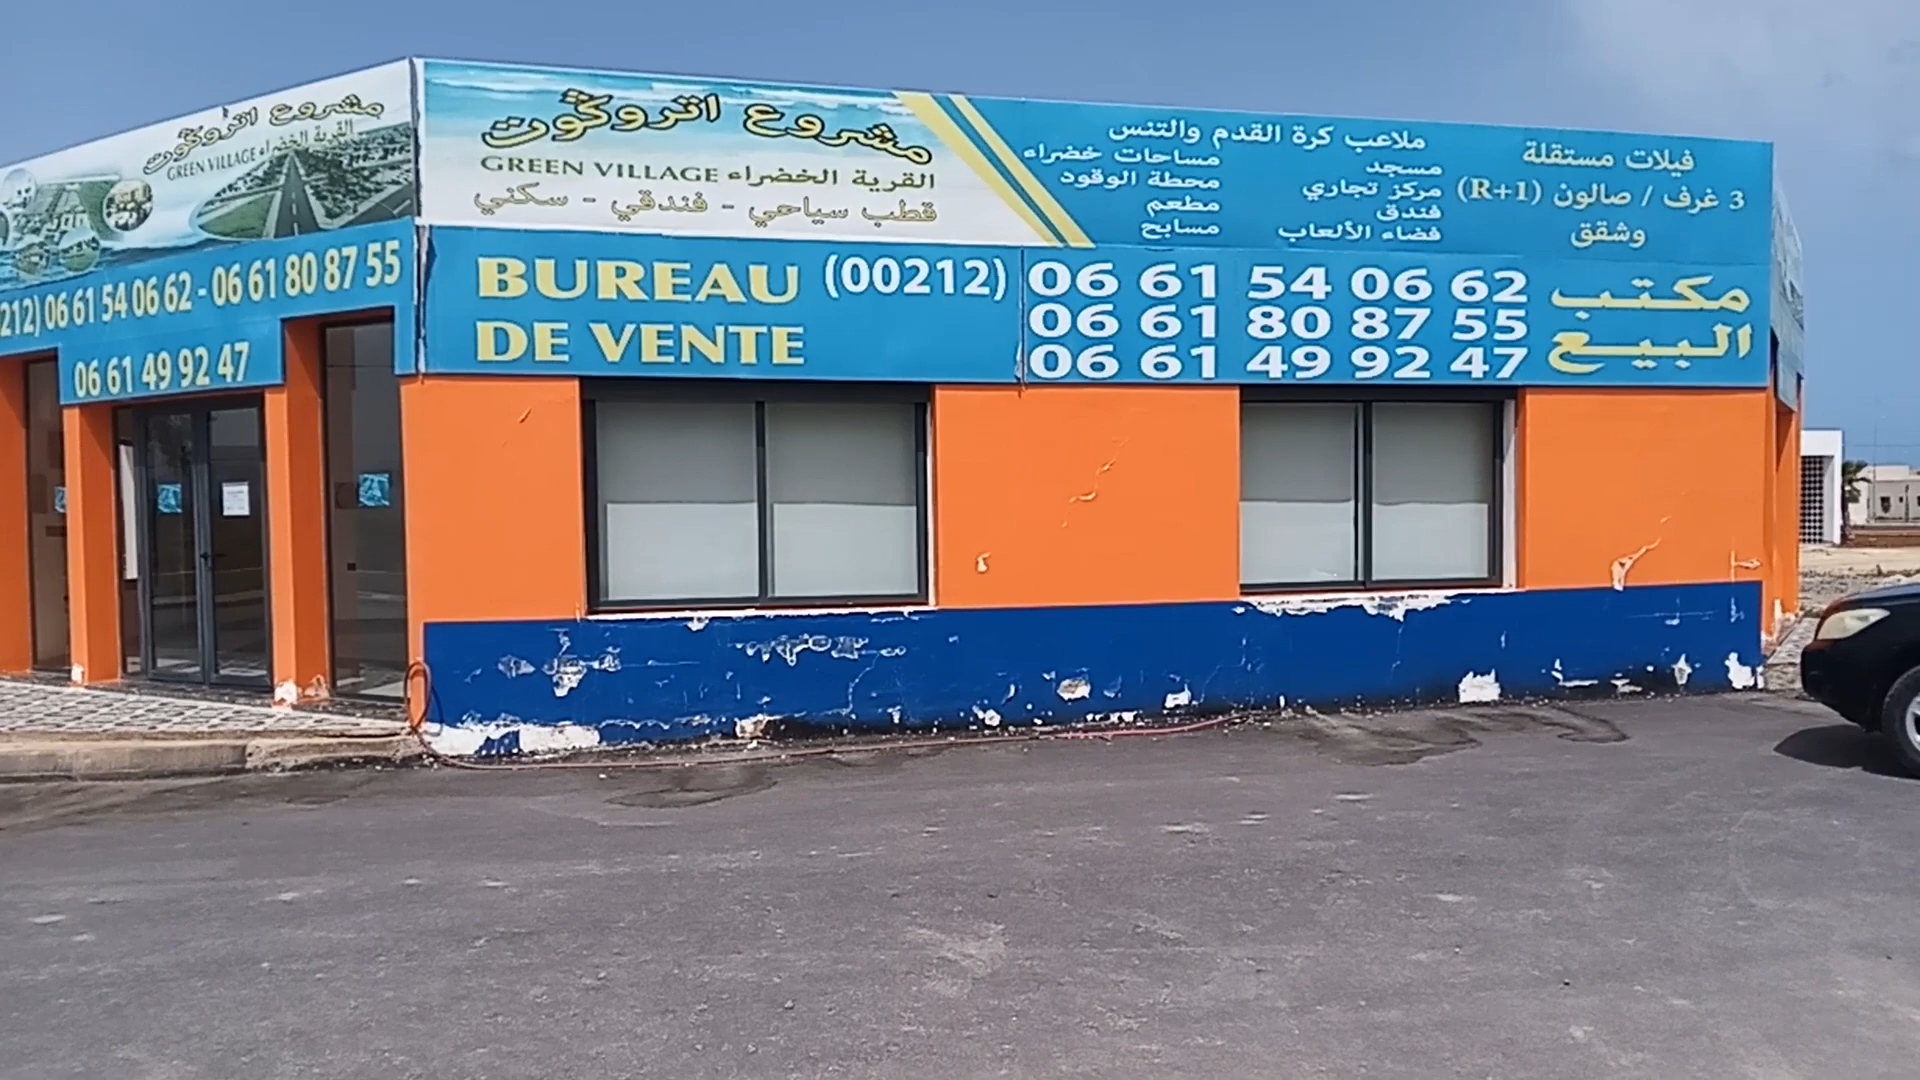 مشروع اتروݣوت
القرية الخضراء GREEN VILLAGE
212) 06 61 54 06 62 - 06 61 80 87 55
06 61 49 92 47
مشروع اتروݣوت
GREEN VILLAGE القرية الخضراء
قطب سياحي - فندقي - سكني
ملاعب كرة القدم والتنس
مسجد
مركز تجاري
فندق
فضاء الألعاب
مساحات خضراء
محطة الوقود
مطعم
مسابح
فيلات مستقلة
3 غرف / صالون (R+1)
وشقق
BUREAU
DE VENTE
(00212) 06 61 54 06 62
06 61 80 87 55
06 61 49 92 47
مكتب
البيع